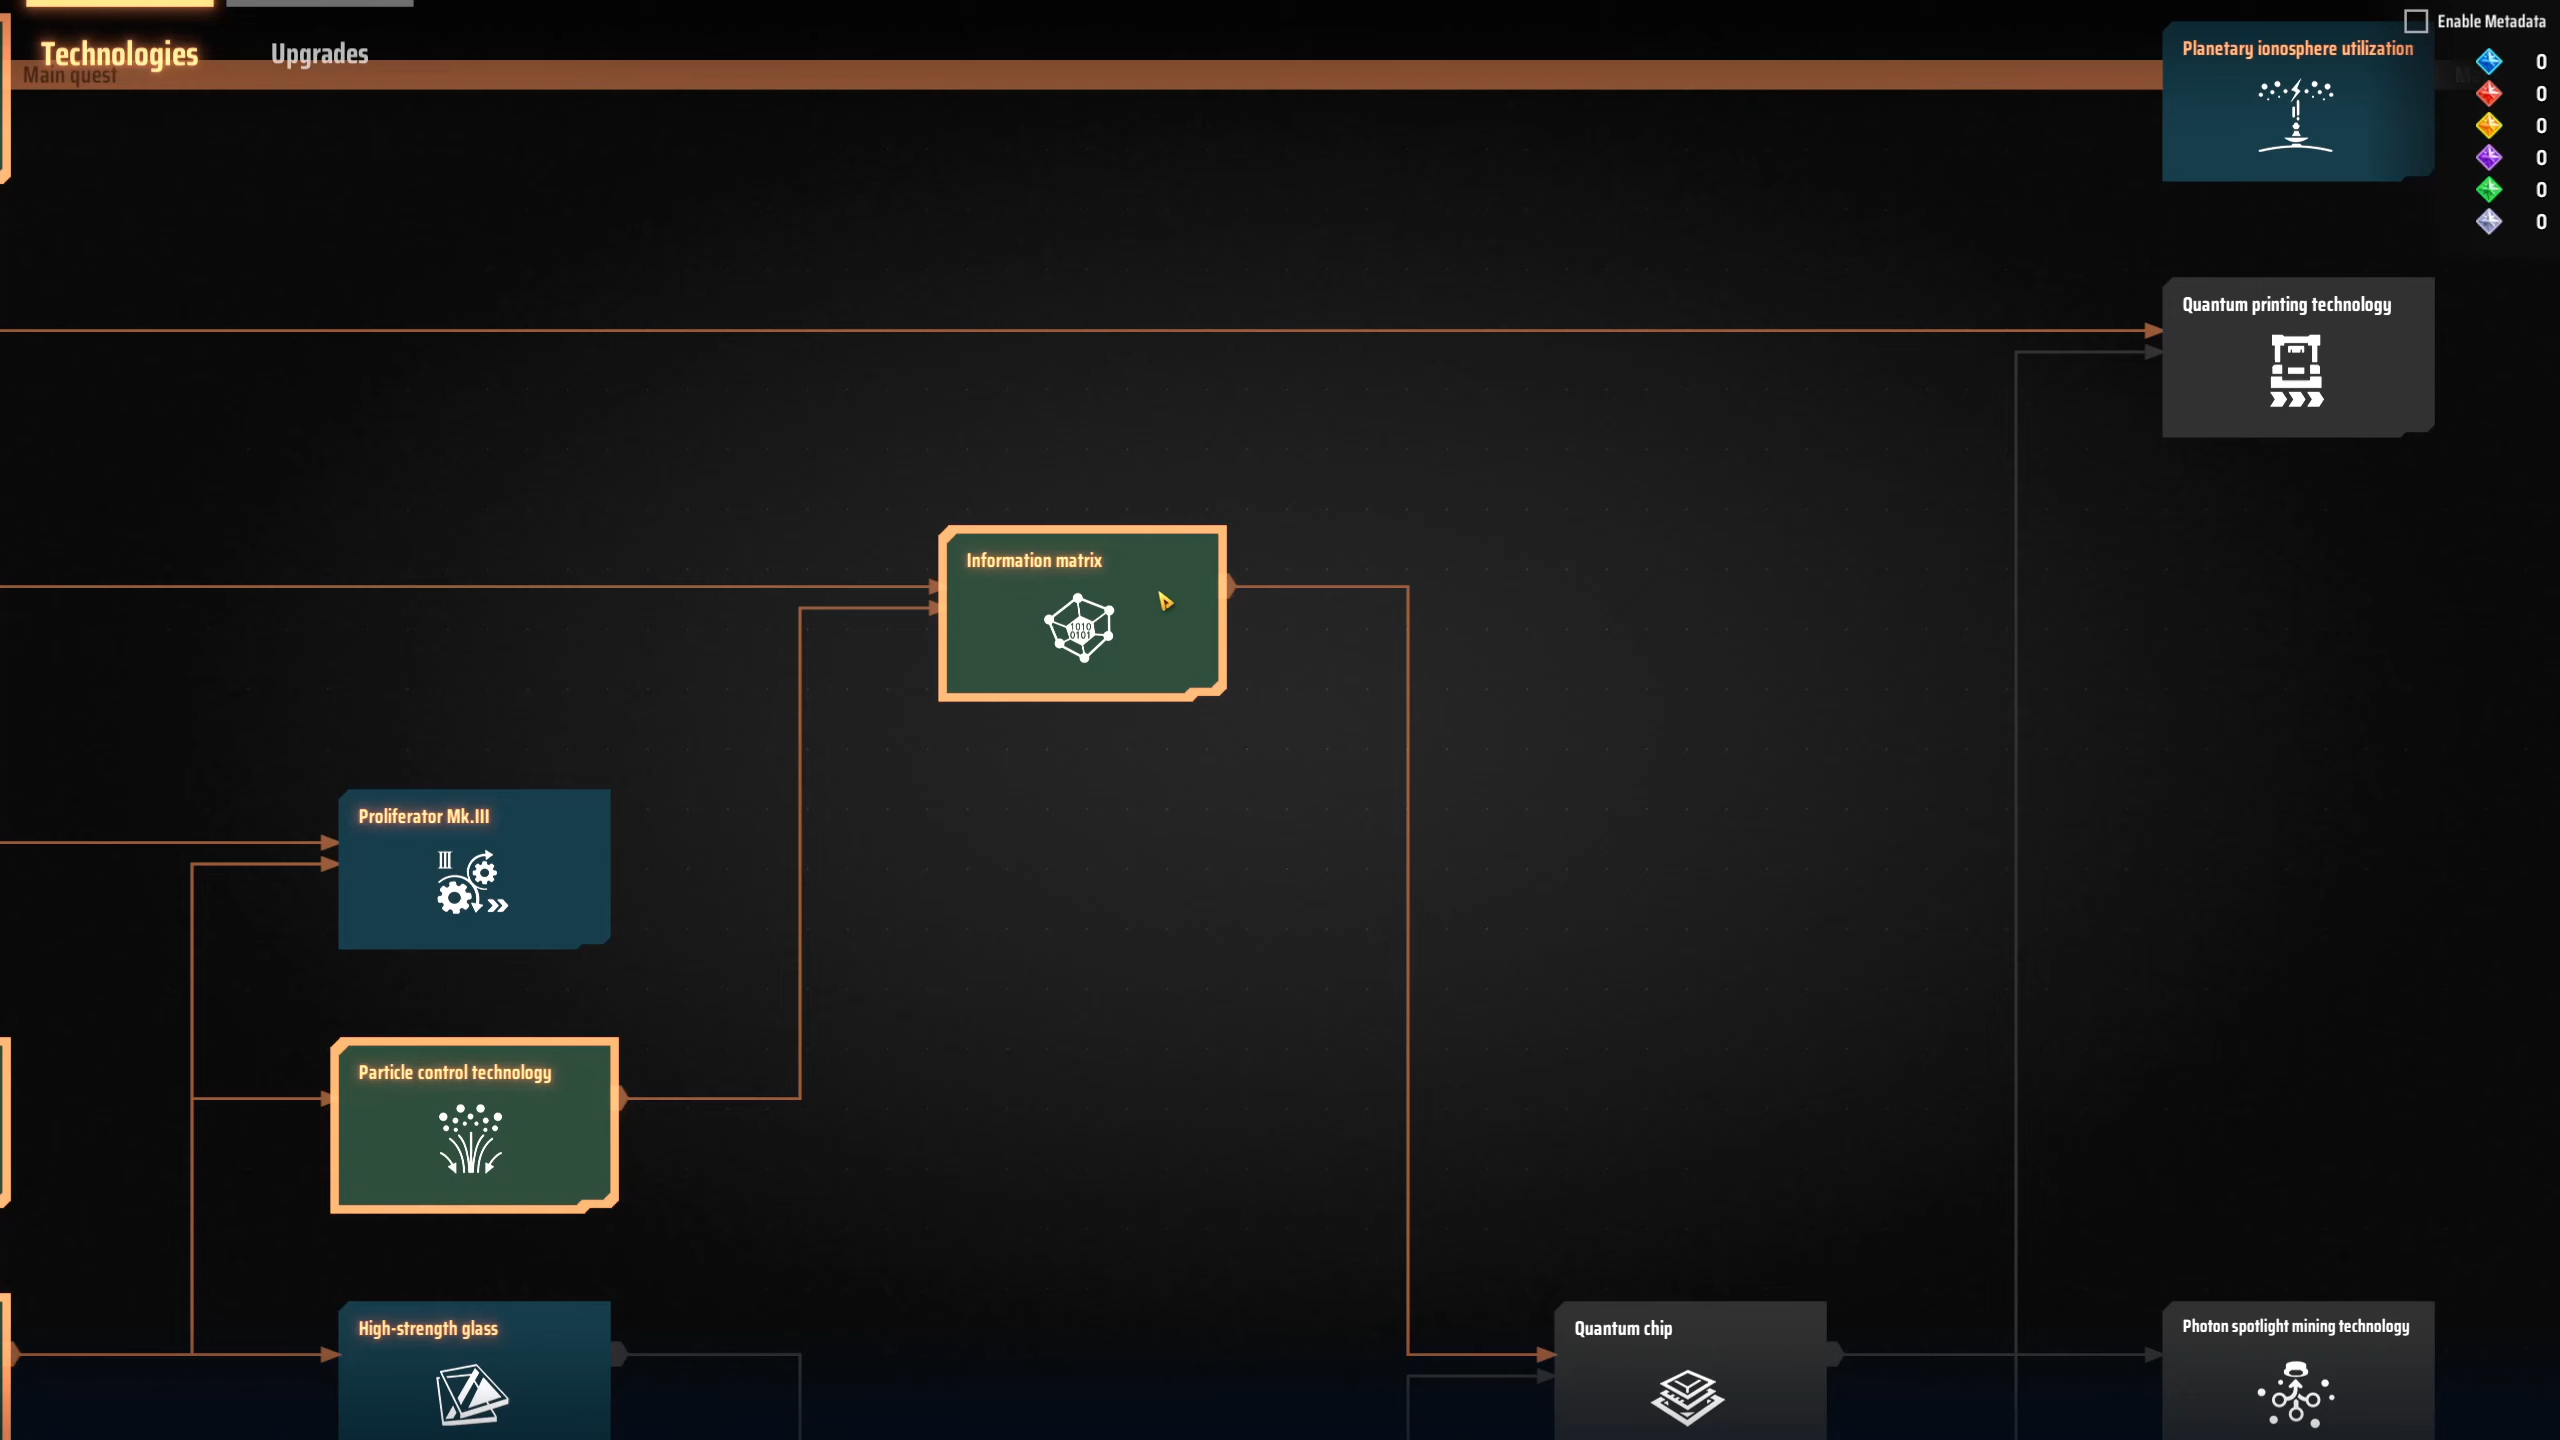 Technologies
Upgrades
Enable Metadata
Main quest
Planetary ionosphere utilization
0
0
0
0
0
0
Quantum printing technology
Information matrix
1010
0101
Proliferator Mk.III
III
Particle control technology
High-strength glass
Quantum chip
Photon spotlight mining technology